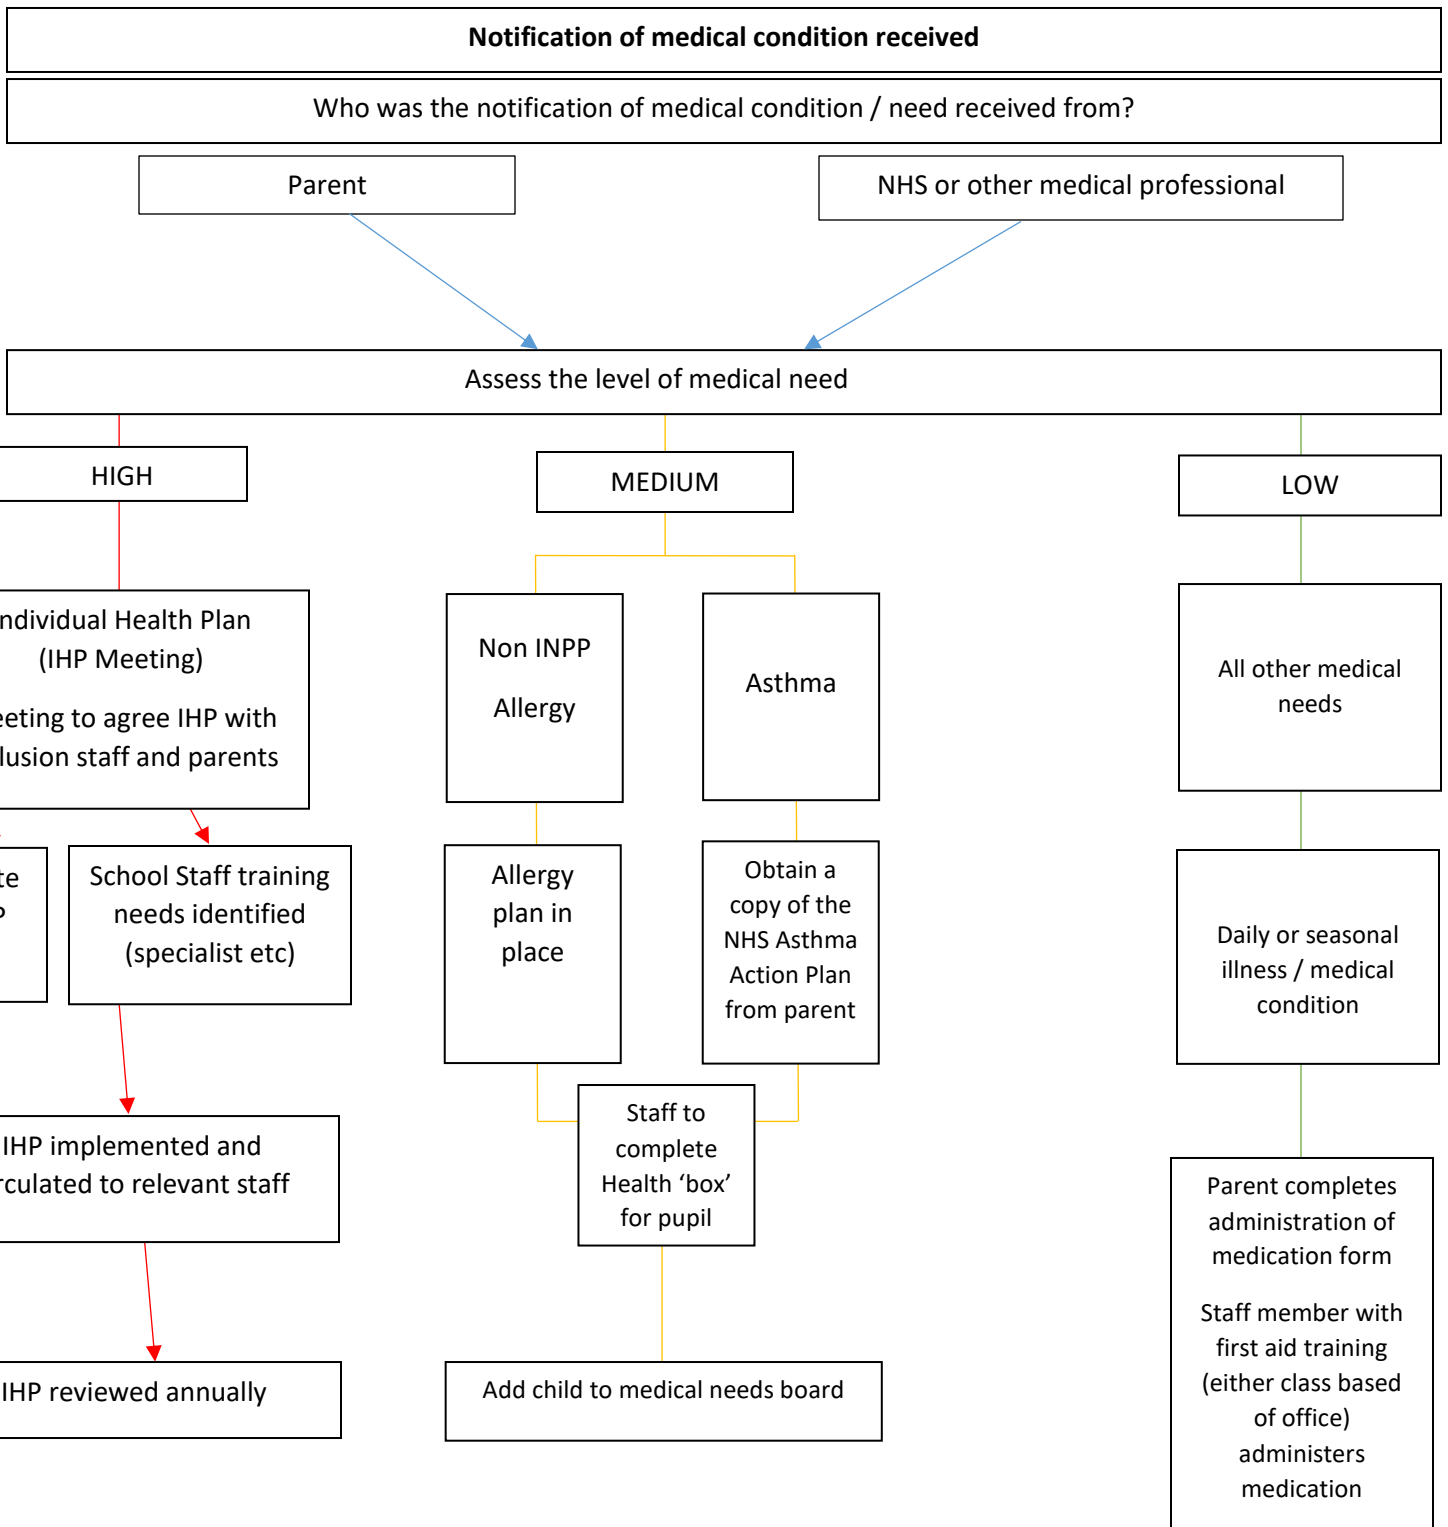 Notification of medical condition received
Who was the notification of medical condition / need received from?
Parent
NHS or other medical professional
Assess the level of medical need
HIGH
MEDIUM
LOW
ndividual Health Plan
(IHP Meeting)
eeting to agree IHP with
lusion staff and parents
Non INPP
Allergy
Asthma
All other medical
needs
te
P
School Staff training
needs identified
(specialist etc)
Allergy
plan in
place
Obtain a
copy of the
NHS Asthma
Action Plan
from parent
Daily or seasonal
illness / medical
condition
IHP implemented and
rculated to relevant staff
Staff to
complete
Health ‘box’
for pupil
Parent completes
administration of
medication form
Staff member with
first aid training
(either class based
of office)
administers
medication
IHP reviewed annually
Add child to medical needs board